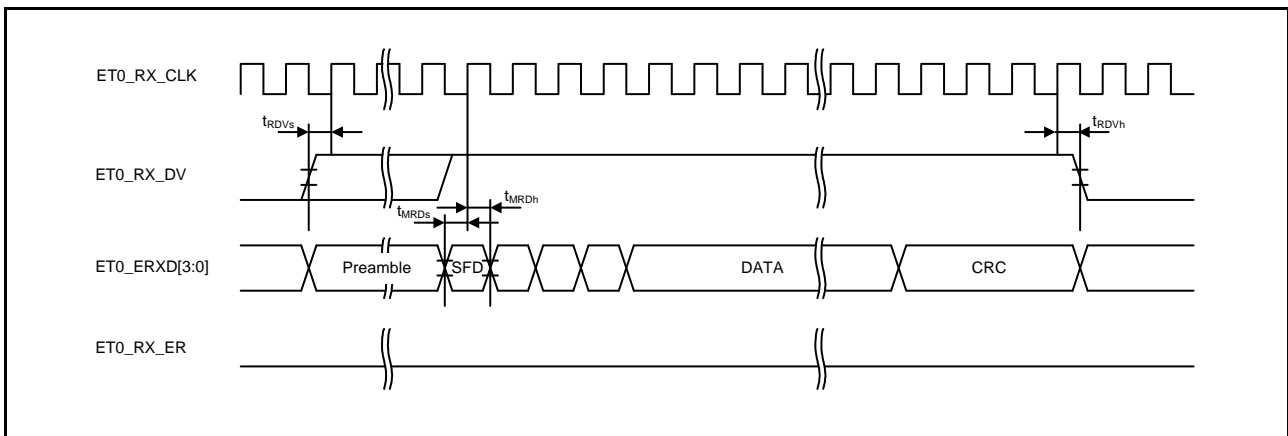 ET0_RX_CLK
tRDVs
tRDVh
ET0_RX_DV
tMRDs
tMRDh
ET0_ERXD[3:0]
Preamble
SFD
DATA
CRC
ET0_RX_ER